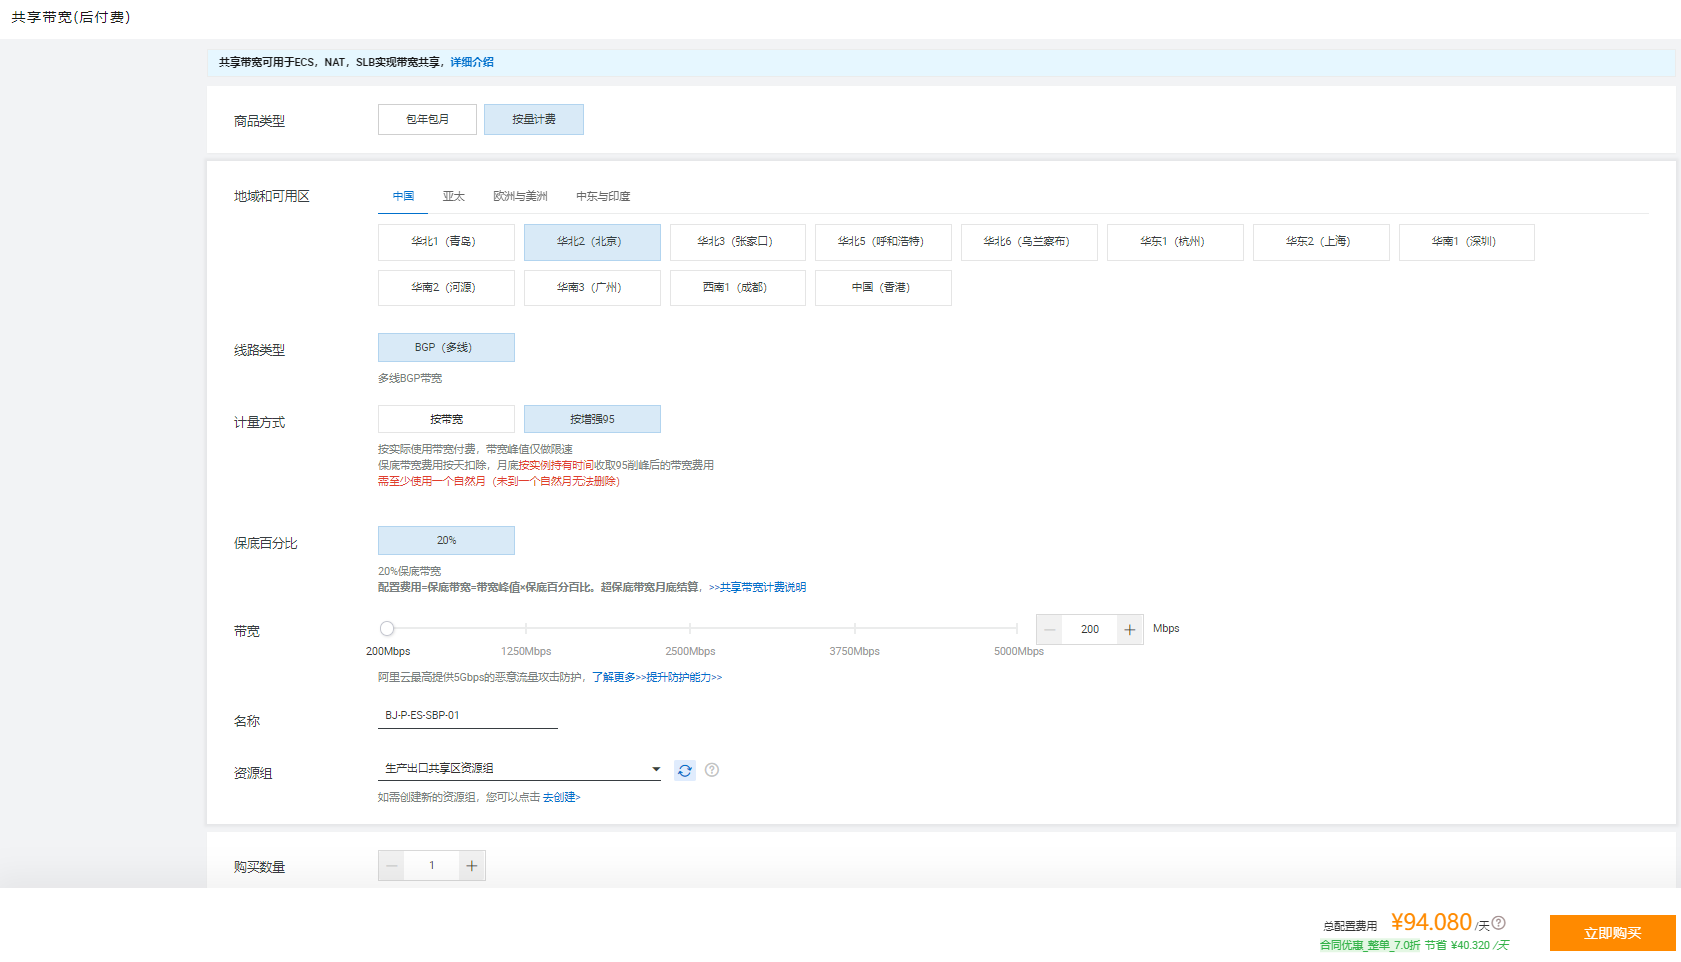 共享带宽(后付费)
共享带宽可用于ECS，NAT，SLB实现带宽共享，详细介绍
商品类型
包年包月 按量计费
地域和可用区
中国 亚太 欧洲与美洲 中东与印度
华北1（青岛） 华北2（北京） 华北3（张家口） 华北5（呼和浩特） 华北6（乌兰察布） 华东1（杭州） 华东2（上海） 华南1（深圳）
华南2（河源） 华南3（广州） 西南1（成都） 中国（香港）
线路类型
BGP（多线）
多线BGP带宽
计量方式
按带宽 按增强95
按实际使用带宽付费，带宽峰值仅做限速
保底带宽费用按天扣除，月底按实例持有时间收取95削峰后的带宽费用
需至少使用一个自然月（未到一个自然月无法删除）
保底百分比
20%
20%保底带宽
配置费用=保底带宽=带宽峰值×保底百分百比。超保底带宽月底结算，>>共享带宽计费说明
带宽
200 Mbps
200Mbps 1250Mbps 2500Mbps 3750Mbps 5000Mbps
阿里云最高提供5Gbps的恶意流量攻击防护，了解更多>>提升防护能力>>
名称
BJ-P-ES-SBP-01
资源组
生产出口共享区资源组
如需创建新的资源组，您可以点击 去创建>
购买数量
1
总配置费用 ¥94.080 /天
合同优惠_整单_7.0折 节省 ¥40.320 /天
立即购买